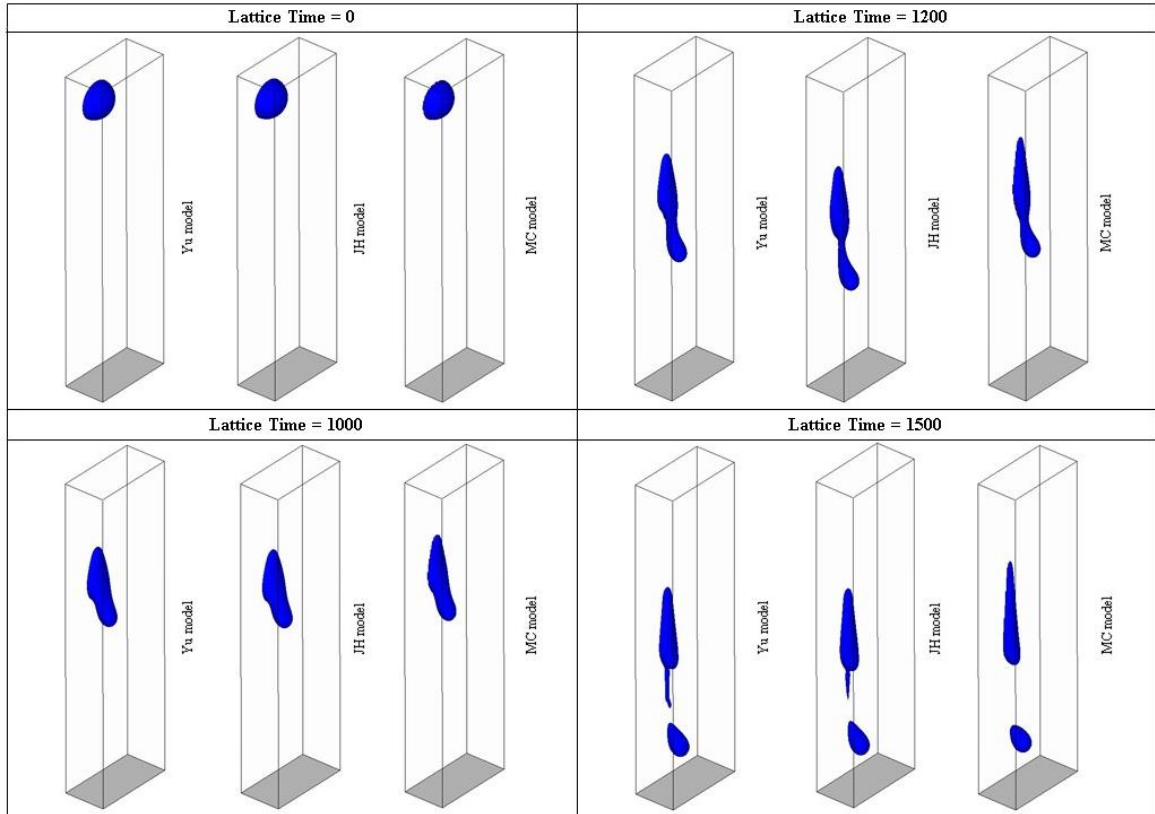 Lattice Time = 0
Yu model
JH model
MC model
Lattice Time = 1200
Yu model
JH model
MC model
Lattice Time = 1000
Yu model
JH model
MC model
Lattice Time = 1500
Yu model
JH model
MC model